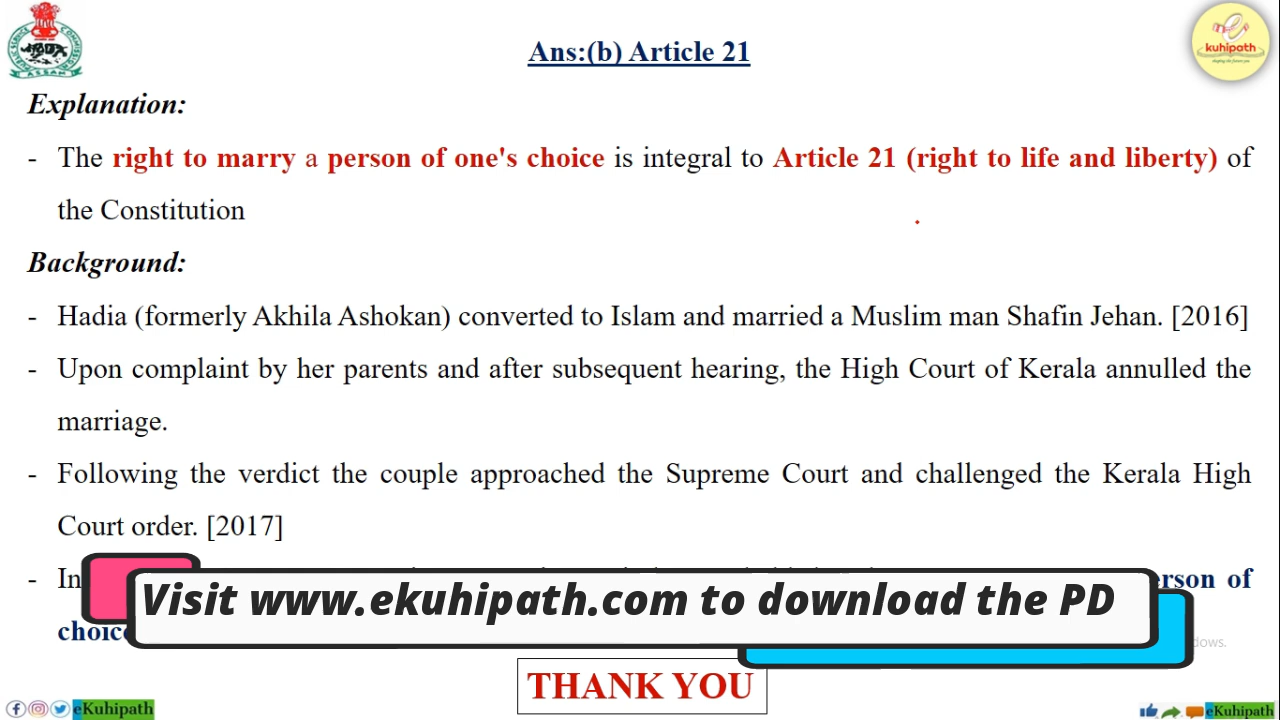 Ans:(b) Article 21
kuhipath
Explanation:
- The right to marry a person of one's choice is integral to Article 21 (right to life and liberty) of
the Constitution
Background:
- Hadia (formerly Akhila Ashokan) converted to Islam and married a Muslim man Shafin Jehan. [2016]
- Upon complaint by her parents and after subsequent hearing, the High Court of Kerala annulled the
marriage.
- Following the verdict the couple approached the Supreme Court and challenged the Kerala High
Court order. [2017]
- In erson of
choice
Visit www.ekuhipath.com to download the PD
dows.
THANK YOU
eKuhipath
eKuhipath